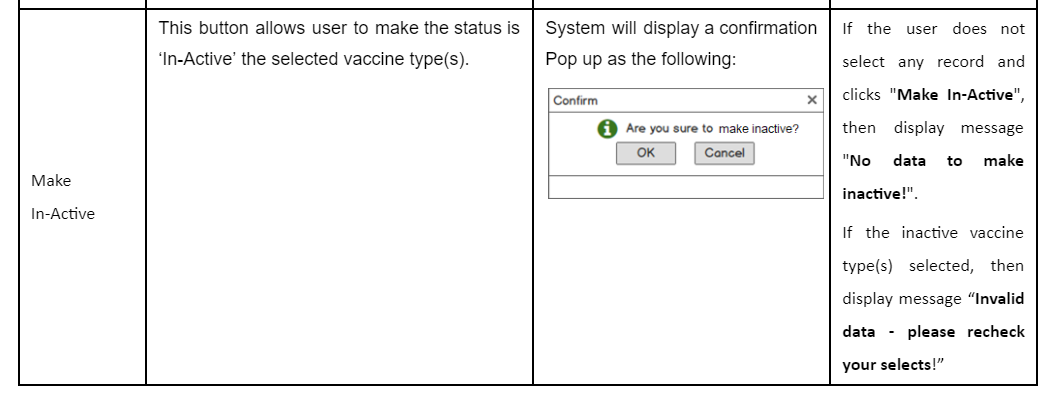 Make
In-Active
This button allows user to make the status is
‘In-Active’ the selected vaccine type(s).
System will display a confirmation
Pop up as the following:
Confirm
Are you sure to make inactive?
OK
Cancel
If the user does not
select any record and
clicks "Make In-Active",
then display message
"No data to make
inactive!".
If the inactive vaccine
type(s) selected, then
display message “Invalid
data - please recheck
your selects!”